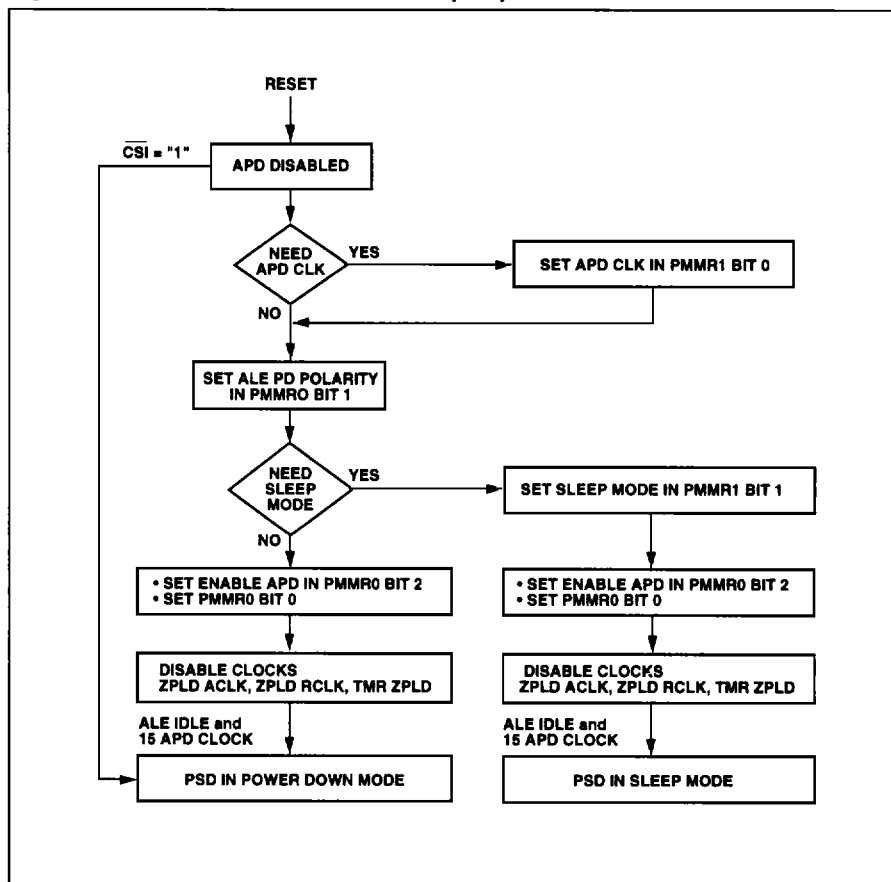 RESET
CSI = "1"
APD DISABLED
NEED
APD CLK
YES
SET APD CLK IN PMMR1 BIT 0
NO
SET ALE PD POLARITY
IN PMMR0 BIT 1
NEED
SLEEP
MODE
YES
SET SLEEP MODE IN PMMR1 BIT 1
NO
• SET ENABLE APD IN PMMR0 BIT 2
• SET PMMR0 BIT 0
• SET ENABLE APD IN PMMR0 BIT 2
• SET PMMR0 BIT 0
DISABLE CLOCKS
ZPLD ACLK, ZPLD RCLK, TMR ZPLD
DISABLE CLOCKS
ZPLD ACLK, ZPLD RCLK, TMR ZPLD
ALE IDLE and
15 APD CLOCK
ALE IDLE and
15 APD CLOCK
PSD IN POWER DOWN MODE
PSD IN SLEEP MODE